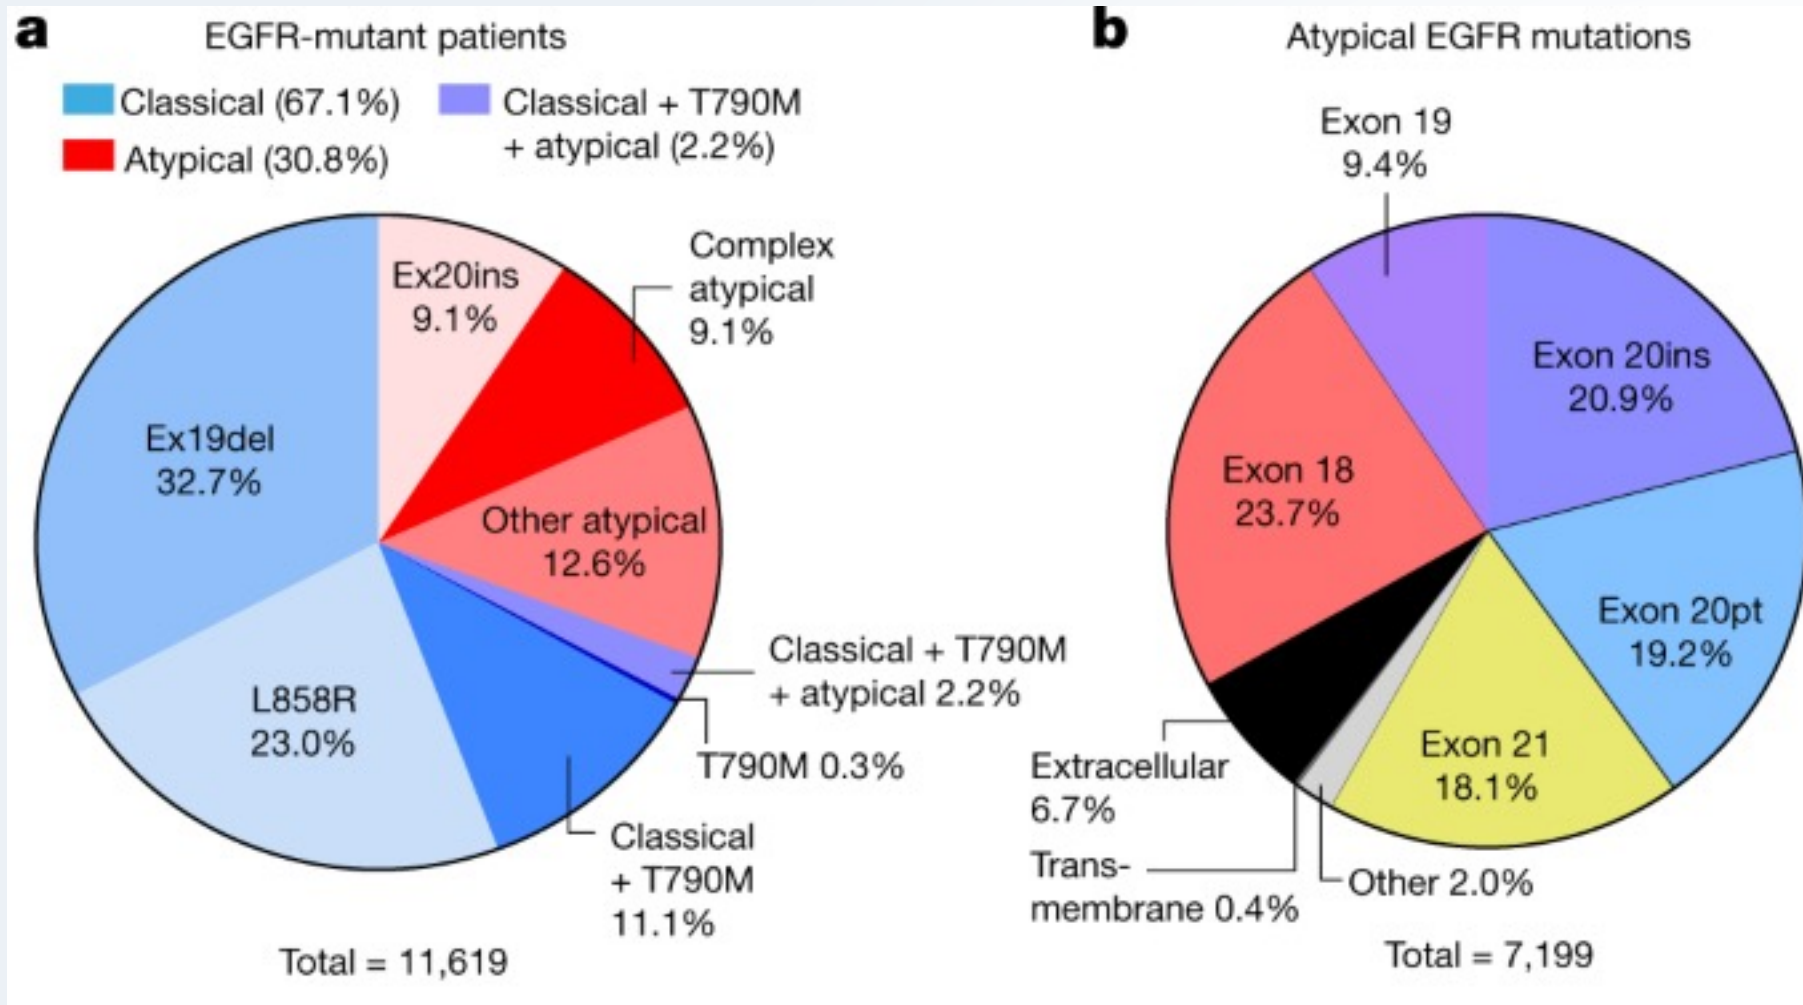 a
EGFR-mutant patients
Classical (67.1%)
Atypical (30.8%)
Classical + T790M
+ atypical (2.2%)
Ex20ins
9.1%
Complex
atypical
9.1%
Other atypical
12.6%
Classical + T790M
+ atypical 2.2%
T790M 0.3%
Classical
+ T790M
11.1%
L858R
23.0%
Ex19del
32.7%
Total = 11,619
b
Atypical EGFR mutations
Exon 19
9.4%
Exon 20ins
20.9%
Exon 20pt
19.2%
Exon 21
18.1%
Other 2.0%
Trans-
membrane 0.4%
Extracellular
6.7%
Exon 18
23.7%
Total = 7,199